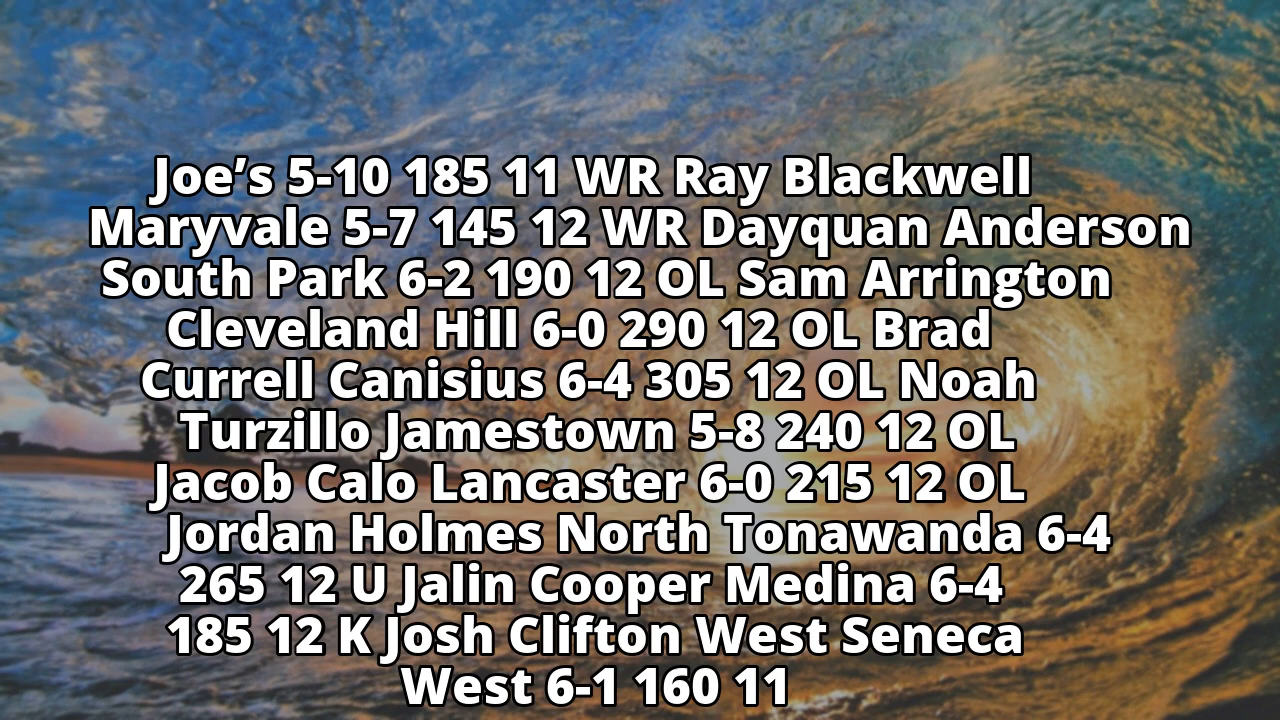 Joe’s 5-10 185 11 WR Ray Blackwell
Maryvale 5-7 145 12 WR Dayquan Anderson
South Park 6-2 190 12 OL Sam Arrington
Cleveland Hill 6-0 290 12 OL Brad
Currell Canisius 6-4 305 12 OL Noah
Turzillo Jamestown 5-8 240 12 OL
Jacob Calo Lancaster 6-0 215 12 OL
Jordan Holmes North Tonawanda 6-4
265 12 U Jalin Cooper Medina 6-4
185 12 K Josh Clifton West Seneca
West 6-1 160 11